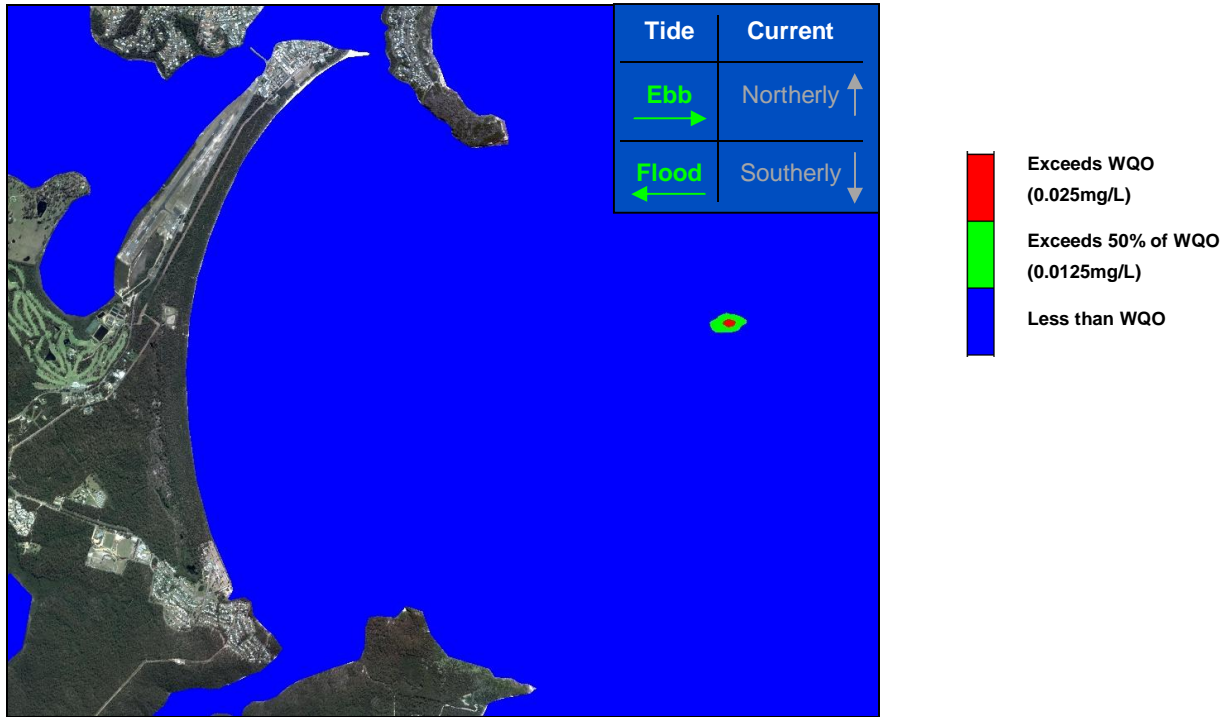 Tide Current
Ebb Northerly
Flood Southerly
Exceeds WQO
(0.025mg/L)
Exceeds 50% of WQO
(0.0125mg/L)
Less than WQO